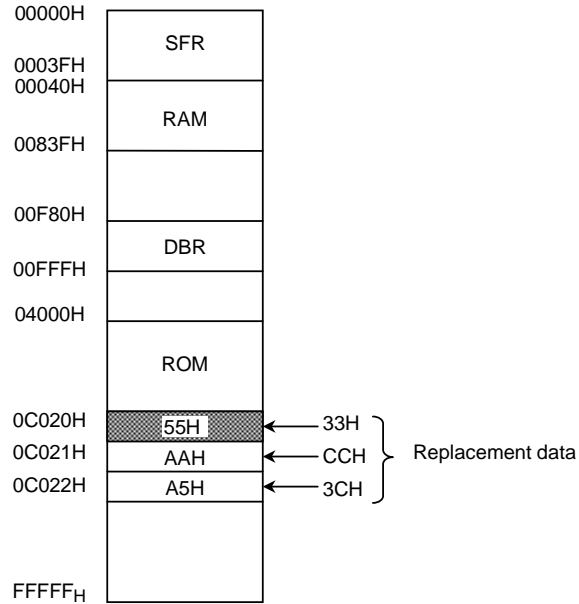 00000H
SFR
0003FH
00040H
RAM
0083FH
00F80H
DBR
00FFFH
04000H
ROM
0C020H 55H 33H
0C021H AAH CCH Replacement data
0C022H A5H 3CH
FFFFFH